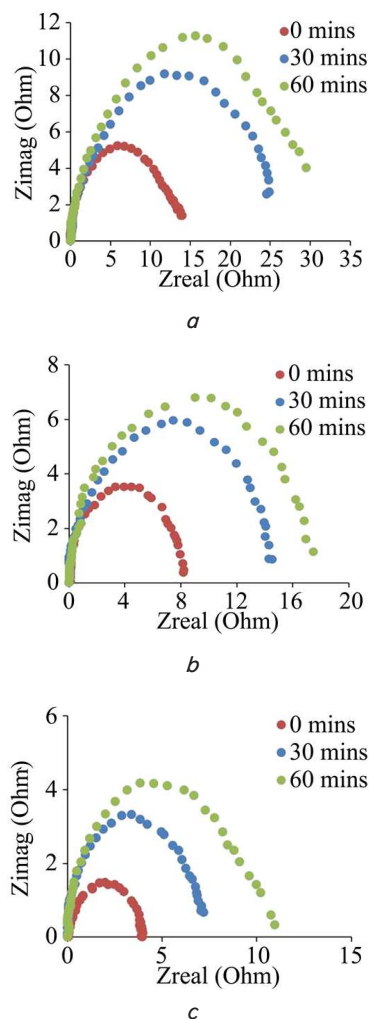 12
10
8
6
4
2
0
Zimag (Ohm)
0 mins
30 mins
60 mins
0 5 10 15 20 25 30 35
Zreal (Ohm)
a
8
6
4
2
0
Zimag (Ohm)
0 mins
30 mins
60 mins
0 4 8 12 16 20
Zreal (Ohm)
b
6
4
2
0
Zimag (Ohm)
0 mins
30 mins
60 mins
0 5 10 15
Zreal (Ohm)
c